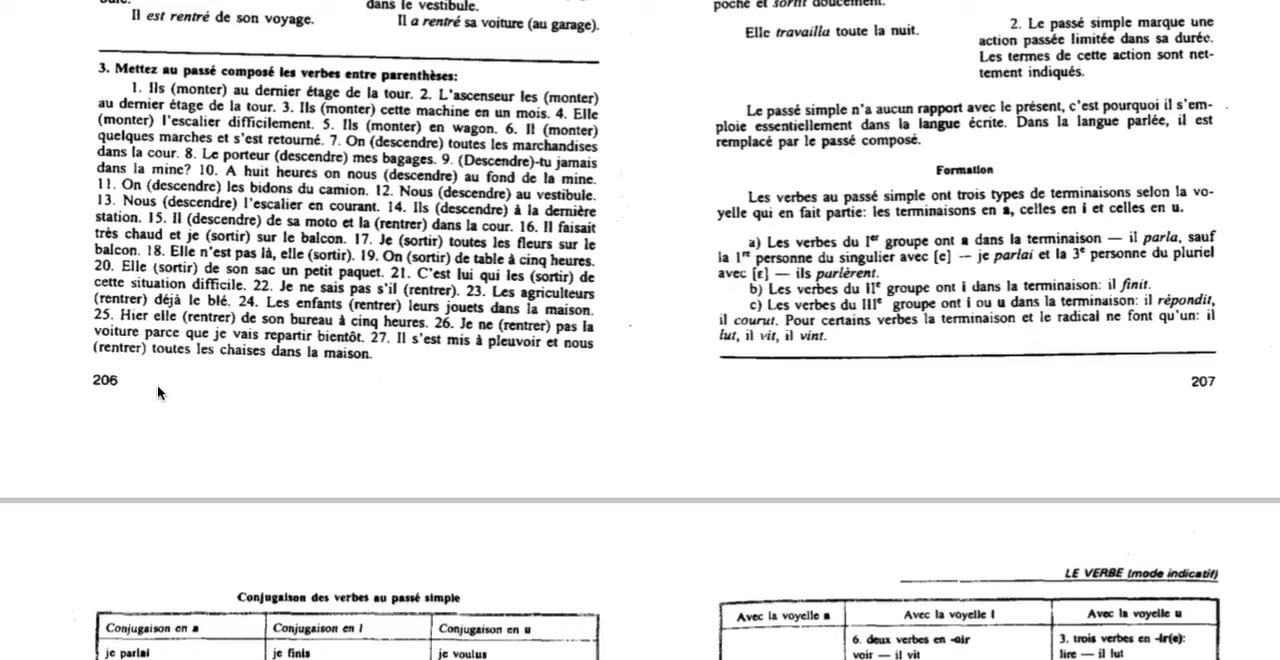 Il est rentré de son voyage.
dans le vestibule.
Il a rentré sa voiture (au garage).
3. Mettez au passé composé les verbes entre parenthèses:
1. Ils (monter) au dernier étage de la tour. 2. L'ascenseur les (monter)
au dernier étage de la tour. 3. Ils (monter) cette machine en un mois. 4. Elle
(monter) l'escalier difficilement. 5. Ils (monter) en wagon. 6. Il (monter)
quelques marches et s'est retourné. 7. On (descendre) toutes les marchandises
dans la cour. 8. Le porteur (descendre) mes bagages. 9. (Descendre)-tu jamais
dans la mine? 10. A huit heures on nous (descendre) au fond de la mine.
11. On (descendre) les bidons du camion. 12. Nous (descendre) au vestibule.
13. Nous (descendre) l'escalier en courant. 14. Ils (descendre) à la dernière
station. 15. Il (descendre) de sa moto et la (rentrer) dans la cour. 16. Il faisait
très chaud et je (sortir) sur le balcon. 17. Je (sortir) toutes les fleurs sur le
balcon. 18. Elle n'est pas là, elle (sortir). 19. On (sortir) de table à cinq heures.
20. Elle (sortir) de son sac un petit paquet. 21. C'est lui qui les (sortir) de
cette situation difficile. 22. Je ne sais pas s'il (rentrer). 23. Les agriculteurs
(rentrer) déjà le blé. 24. Les enfants (rentrer) leurs jouets dans la maison.
25. Hier elle (rentrer) de son bureau à cinq heures. 26. Je ne (rentrer) pas la
voiture parce que je vais repartir bientôt. 27. Il s'est mis à pleuvoir et nous
(rentrer) toutes les chaises dans la maison.
206
poche et sortit doucement.
Elle travailla toute la nuit.
2. Le passé simple marque une
action passée limitée dans sa durée.
Les termes de cette action sont net-
tement indiqués.
Le passé simple n'a aucun rapport avec le présent, c'est pourquoi il s'em-
ploie essentiellement dans la langue écrite. Dans la langue parlée, il est
remplacé par le passé composé.
Formation
Les verbes au passé simple ont trois types de terminaisons selon la vo-
yelle qui en fait partie: les terminaisons en a, celles en i et celles en u.
a) Les verbes du Iᵉʳ groupe ont a dans la terminaison — il parla, sauf
la 1ʳᵉ personne du singulier avec [e] — je parlai et la 3ᵉ personne du pluriel
avec [ɛ] — ils parlèrent.
b) Les verbes du IIᵉ groupe ont i dans la terminaison: il finit.
c) Les verbes du IIIᵉ groupe ont i ou u dans la terminaison: il répondit,
il courut. Pour certains verbes la terminaison et le radical ne font qu'un: il
lut, il vit, il vint.
207
Conjugaison des verbes au passé simple
Conjugaison en a
Conjugaison en i
Conjugaison en u
je parlai
je finis
je voulus
LE VERBE (mode indicatif)
Avec la voyelle a
Avec la voyelle i
Avec la voyelle u
6. deux verbes en -oir
voir — il vit
3. trois verbes en -ir(e):
lire — il lut